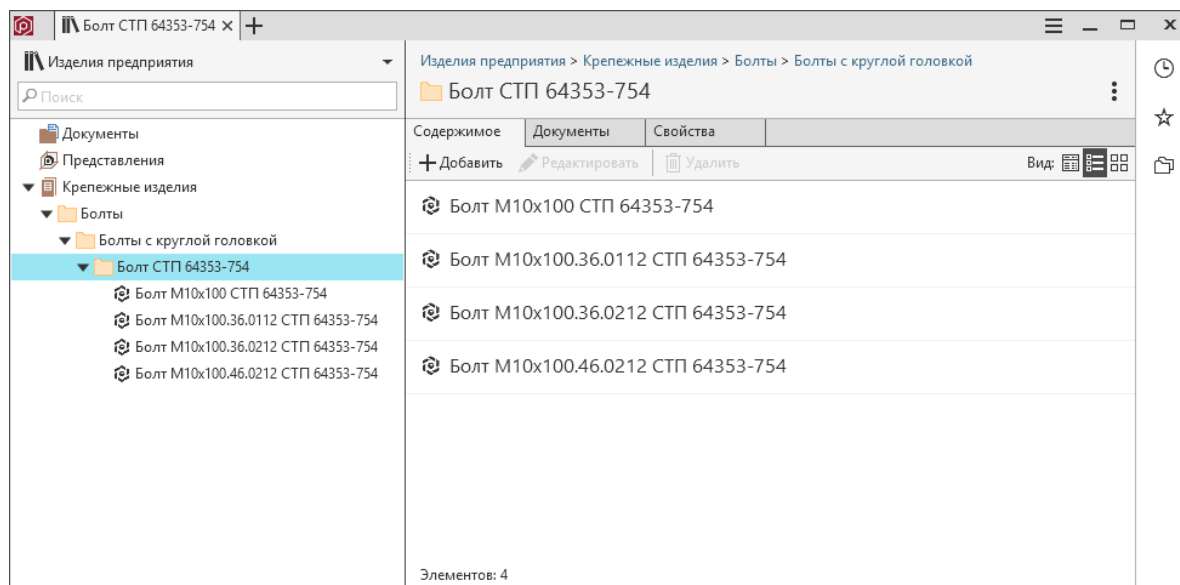 Болт СТП 64353-754
Изделия предприятия
Поиск
Документы
Представления
Крепежные изделия
Болты
Болты с круглой головкой
Болт СТП 64353-754
Болт М10х100 СТП 64353-754
Болт М10х100.36.0112 СТП 64353-754
Болт М10х100.36.0212 СТП 64353-754
Болт М10х100.46.0212 СТП 64353-754
Изделия предприятия > Крепежные изделия > Болты > Болты с круглой головкой
Болт СТП 64353-754
Содержимое Документы Свойства
Добавить Редактировать Удалить Вид:
Болт М10х100 СТП 64353-754
Болт М10х100.36.0112 СТП 64353-754
Болт М10х100.36.0212 СТП 64353-754
Болт М10х100.46.0212 СТП 64353-754
Элементов: 4